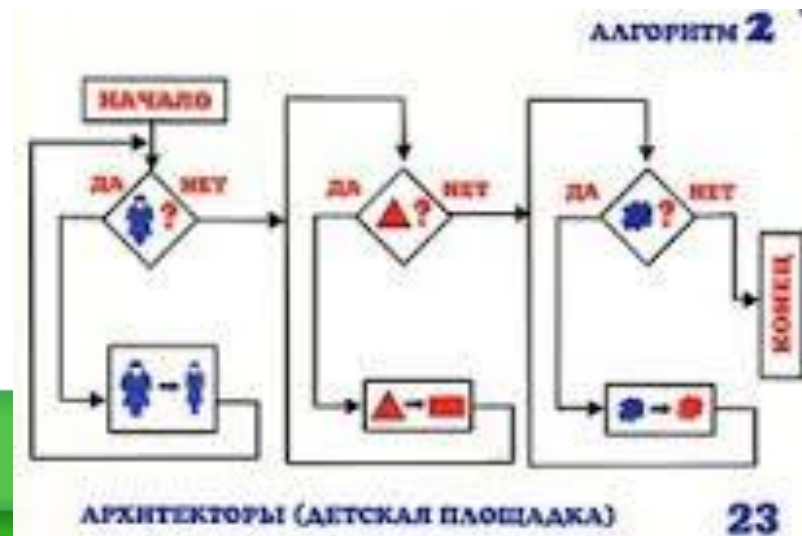 АЛГОРИТМ 2
НАЧАЛО
ДА ? НЕТ
ДА ? НЕТ
ДА ? НЕТ
КОНЕЦ
АРХИТЕКТОРЫ (ДЕТСКАЯ ПЛОЩАДКА) 23